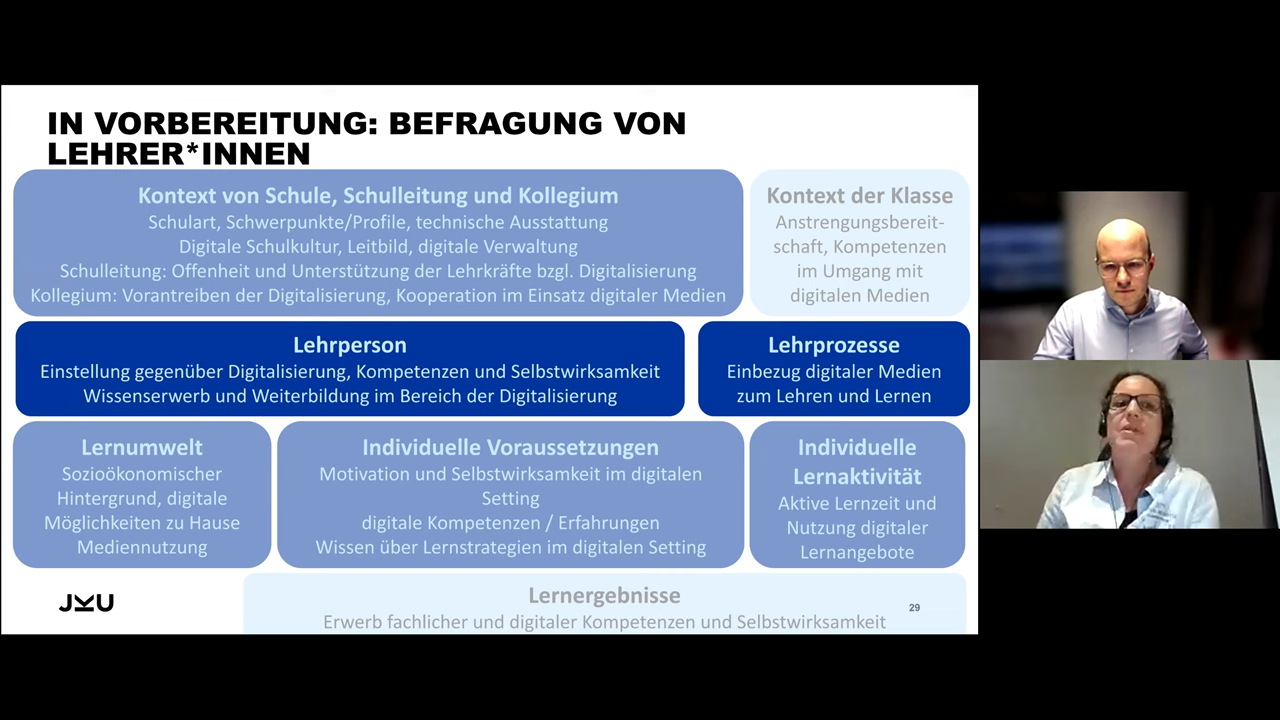 IN VORBEREITUNG: BEFRAGUNG VON
LEHRER*INNEN
Kontext von Schule, Schulleitung und Kollegium
Schulart, Schwerpunkte/Profile, technische Ausstattung
Digitale Schulkultur, Leitbild, digitale Verwaltung
Schulleitung: Offenheit und Unterstützung der Lehrkräfte bzgl. Digitalisierung
Kollegium: Vorantreiben der Digitalisierung, Kooperation im Einsatz digitaler Medien
Kontext der Klasse
Anstrengungsbereit-
schaft, Kompetenzen
im Umgang mit
digitalen Medien
Lehrperson
Einstellung gegenüber Digitalisierung, Kompetenzen und Selbstwirksamkeit
Wissenserwerb und Weiterbildung im Bereich der Digitalisierung
Lehrprozesse
Einbezug digitaler Medien
zum Lehren und Lernen
Lernumwelt
Sozioökonomischer
Hintergrund, digitale
Möglichkeiten zu Hause
Mediennutzung
Individuelle Voraussetzungen
Motivation und Selbstwirksamkeit im digitalen
Setting
digitale Kompetenzen / Erfahrungen
Wissen über Lernstrategien im digitalen Setting
Individuelle
Lernaktivität
Aktive Lernzeit und
Nutzung digitaler
Lernangebote
Lernergebnisse
Erwerb fachlicher und digitaler Kompetenzen und Selbstwirksamkeit
JKU
29